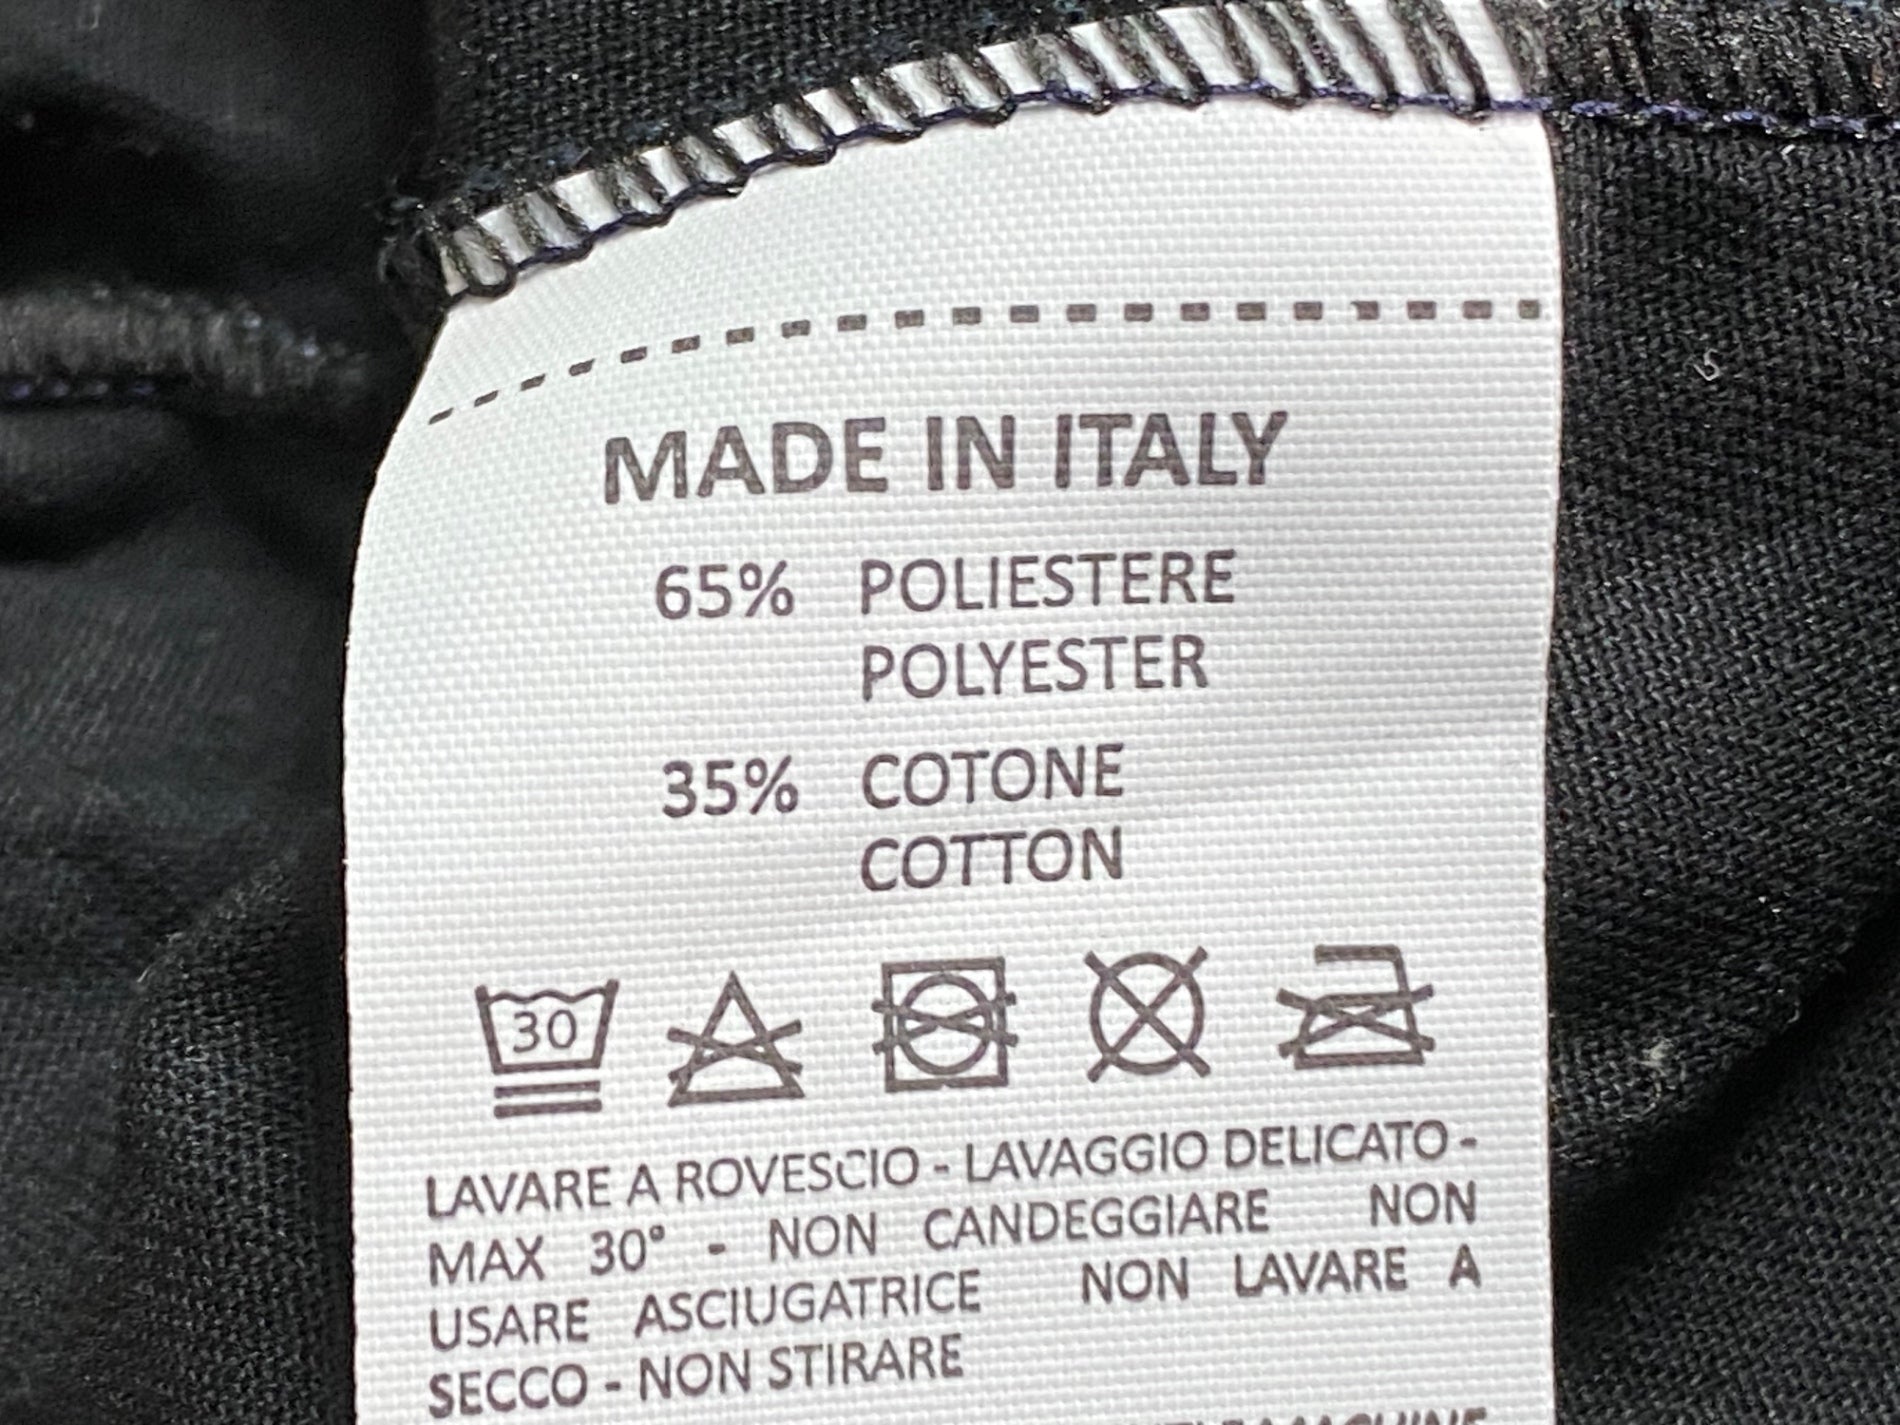 MADE IN ITALY
65% POLIESTERE
POLYESTER
35% COTONE
COTTON
30
LAVARE A ROVESCIO - LAVAGGIO DELICATO -
MAX 30° - NON CANDEGGIARE NON
USARE ASCIUGATRICE NON LAVARE A
SECCO - NON STIRARE
MACHINE